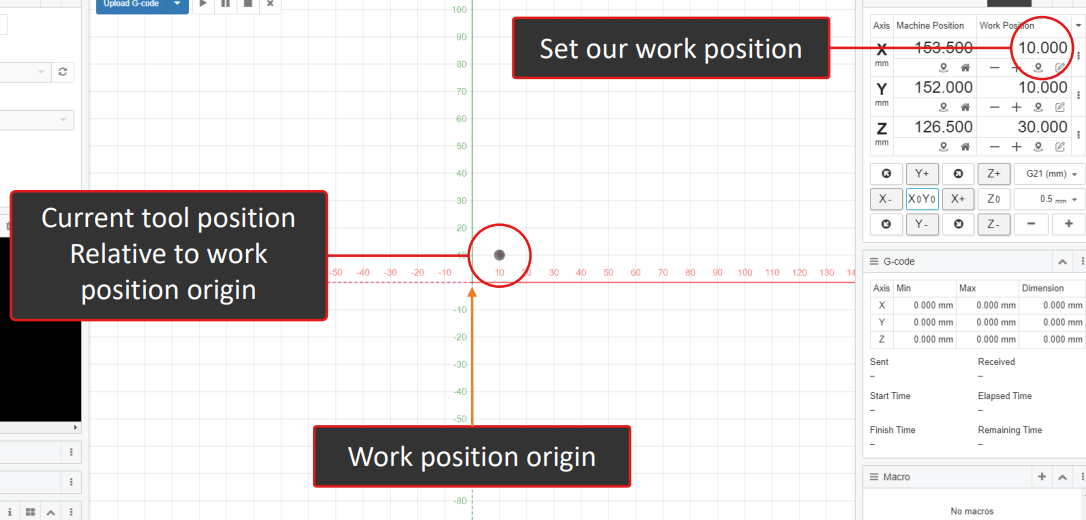 Upload G-code
100
90
80
70
60
50
40
30
20
-50 -40 -30 -20 -10 10 30 40 50 60 70 80 90 100 110 120 130 14
-10
-20
-30
-40
-50
-80
Set our work position
Current tool position
Relative to work
position origin
Work position origin
Axis Machine Position Work Position
X 153.500 10.000
mm
Y 152.000 10.000
mm
Z 126.500 30.000
mm
Y+ Z+ G21 (mm)
X- X0Y0 X+ Z0 0.5 mm
Y- Z- - +
G-code
Axis Min Max Dimension
X 0.000 mm 0.000 mm 0.000 mm
Y 0.000 mm 0.000 mm 0.000 mm
Z 0.000 mm 0.000 mm 0.000 mm
Sent Received
– –
Start Time Elapsed Time
– –
Finish Time Remaining Time
– –
Macro
No macros